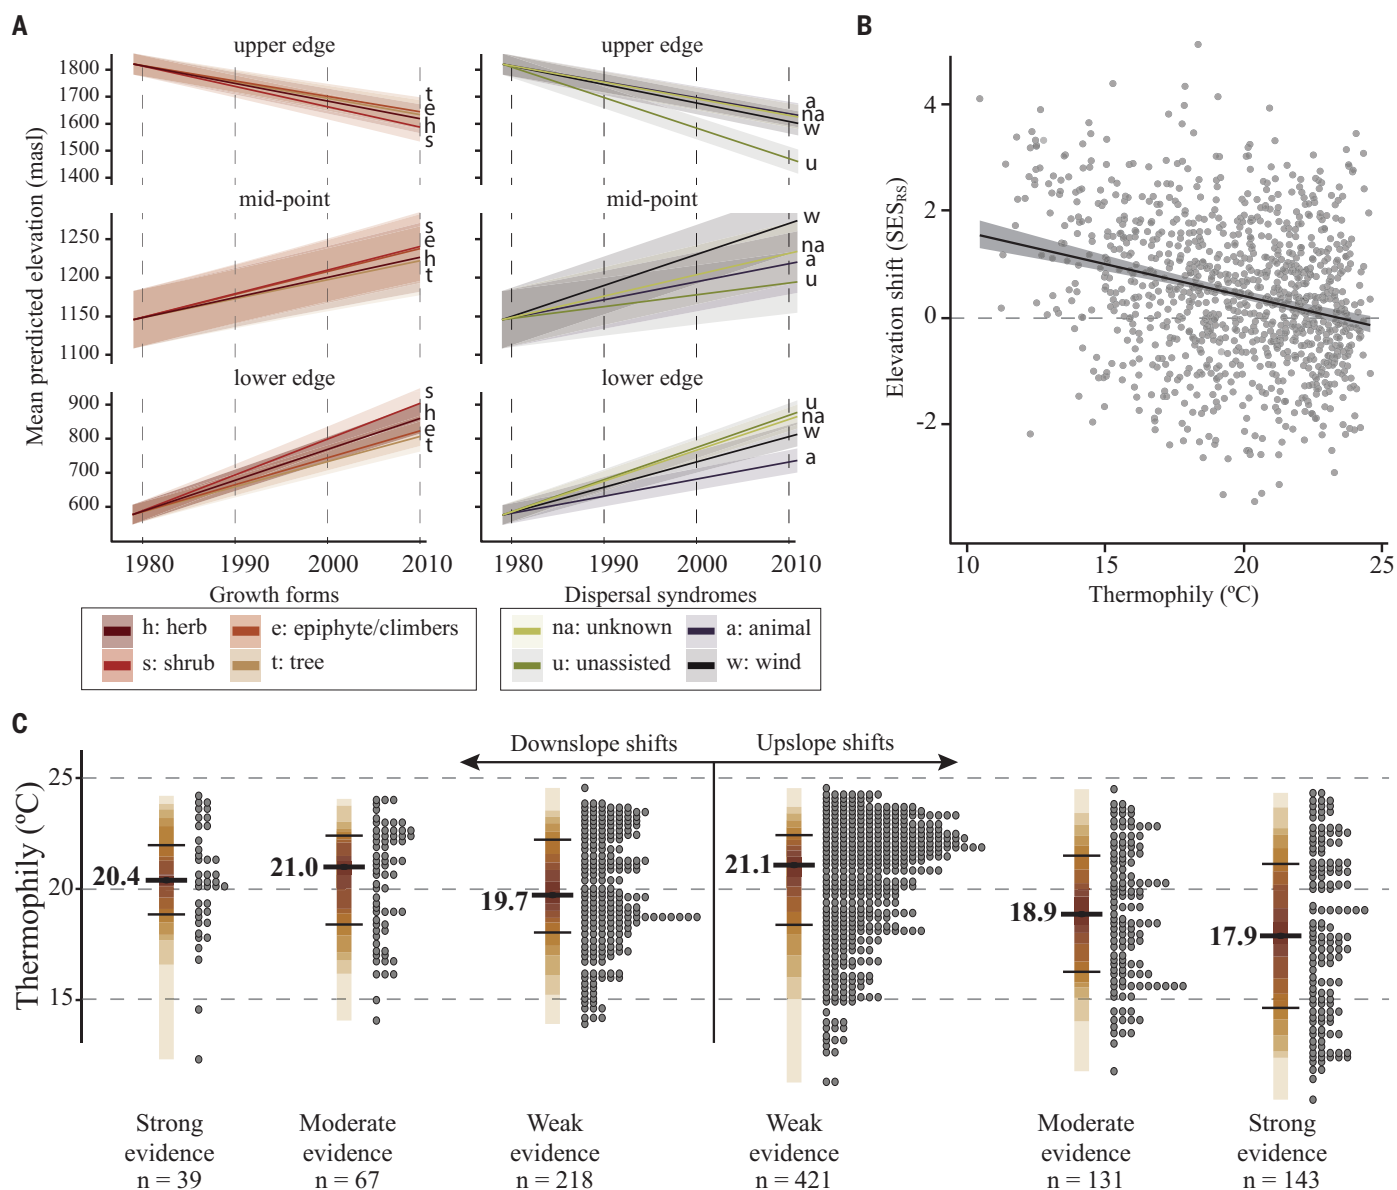 A
B
upper edge
upper edge
1800
1700
1600
1500
1400
t
e
h
s
a
na
w
u
mid-point
mid-point
1250
1200
1150
1100
s
e
h
t
w
na
a
u
lower edge
lower edge
900
800
700
600
s
h
e
t
u
na
w
a
Mean prerdicted elevation (masl)
1980 1990 2000 2010
1980 1990 2000 2010
Growth forms
Dispersal syndromes
h: herb e: epiphyte/climbers
s: shrub t: tree
na: unknown a: animal
u: unassisted w: wind
Elevation shift (SESRS)
4
2
0
-2
10 15 20 25
Thermophily (ºC)
C
Downslope shifts Upslope shifts
Thermophily (ºC)
25
20
15
20.4
21.0
19.7
21.1
18.9
17.9
Strong
evidence
n = 39
Moderate
evidence
n = 67
Weak
evidence
n = 218
Weak
evidence
n = 421
Moderate
evidence
n = 131
Strong
evidence
n = 143